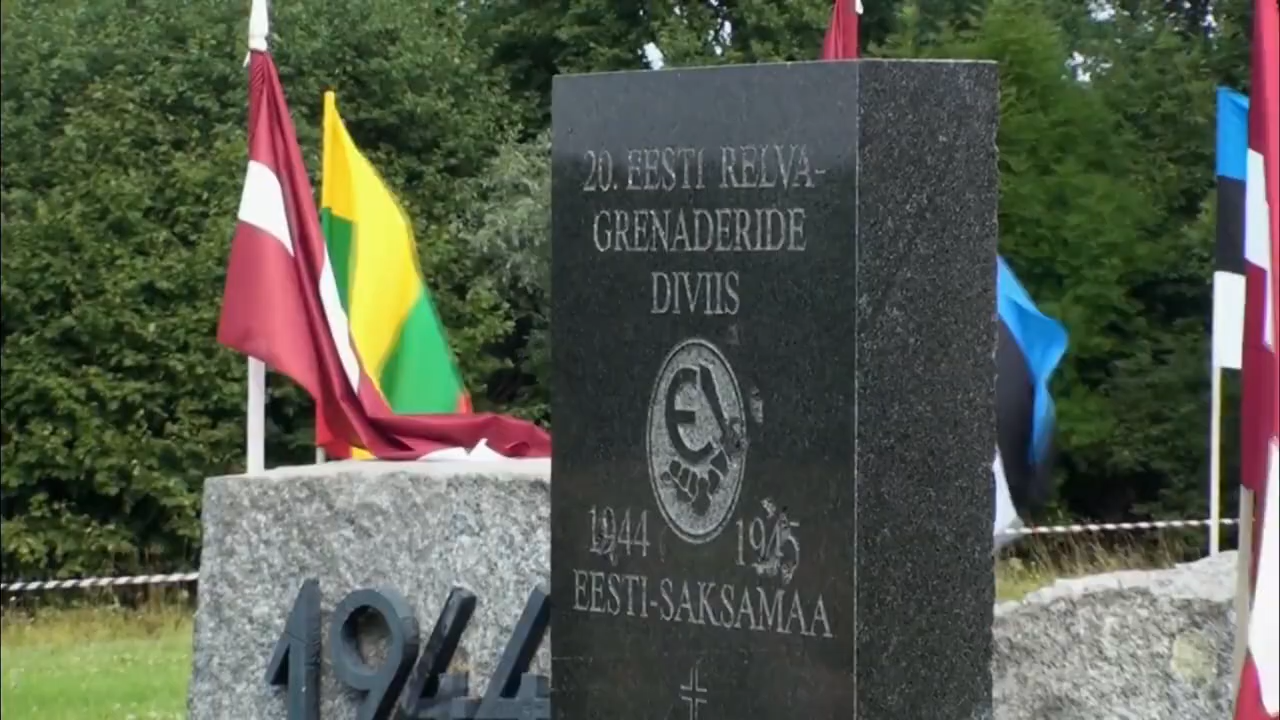 20. EESTI RELVA-
GRENADERIDE
DIVIIS
E
1944 1945
EESTI-SAKSAMAA
1944